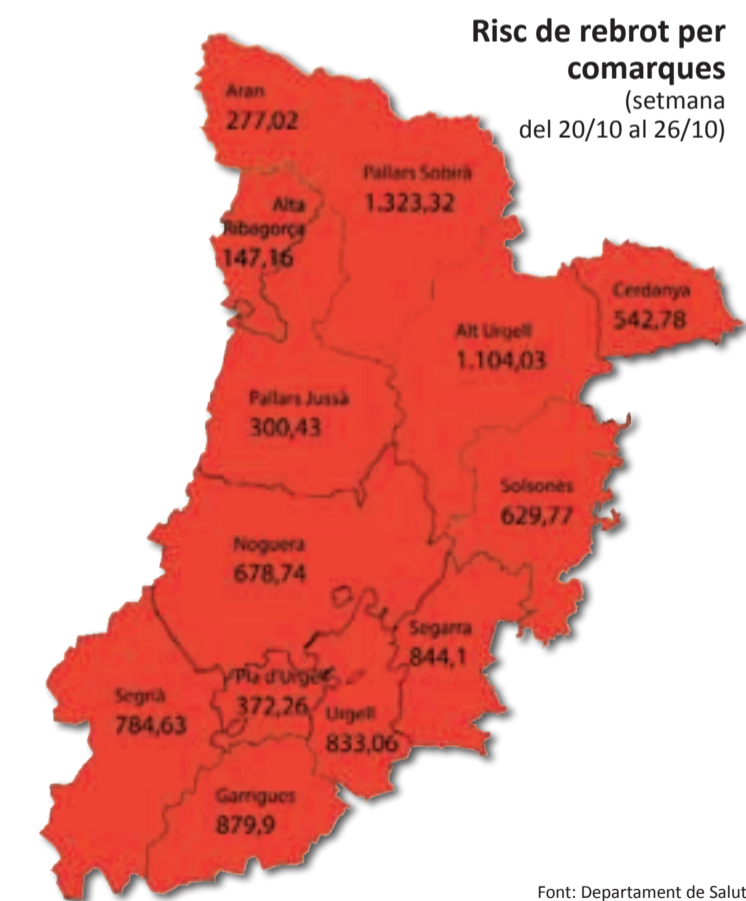 Risc de rebrot per
comarques
(setmana
del 20/10 al 26/10)
Aran
277,02
Pallars Sobirà
1.323,32
Alta
Ribagorça
147,16
Cerdanya
542,78
Alt Urgell
1.104,03
Pallars Jussà
300,43
Solsonès
629,77
Noguera
678,74
Segarra
844,1
Pla d'Urgell
372,26
Segrià
784,63
Urgell
833,06
Garrigues
879,9
Font: Departament de Salut